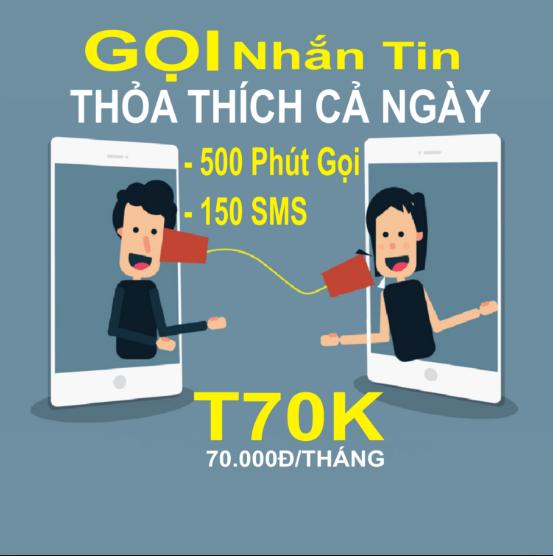 GỌI Nhắn Tin
THỎA THÍCH CẢ NGÀY
- 500 Phút Gọi
- 150 SMS
T70K
70.000Đ/THÁNG